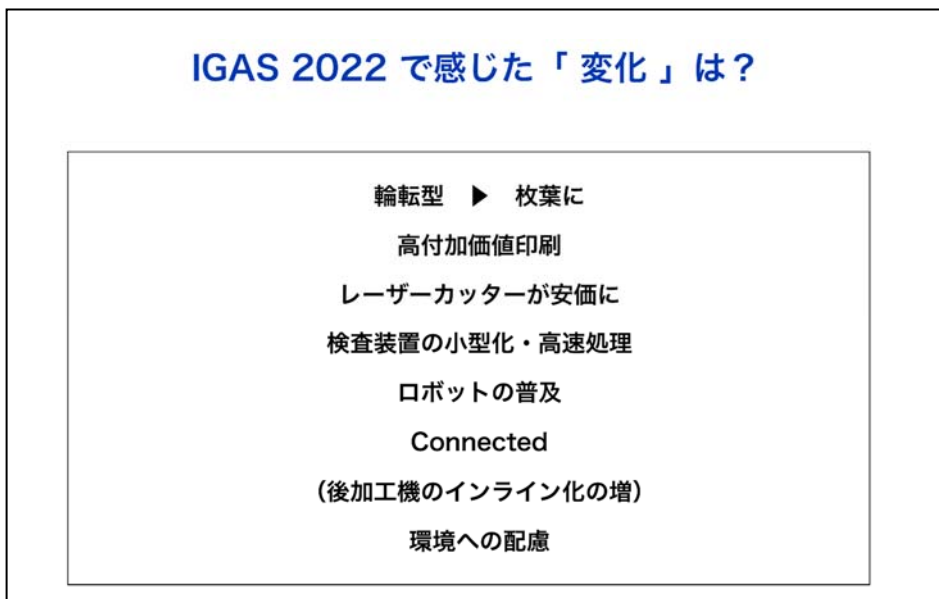 IGAS 2022 で感じた「 変化 」は？
輪転型 ▶ 枚葉に
高付加価値印刷
レーザーカッターが安価に
検査装置の小型化・高速処理
ロボットの普及
Connected
（後加工機のインライン化の増）
環境への配慮